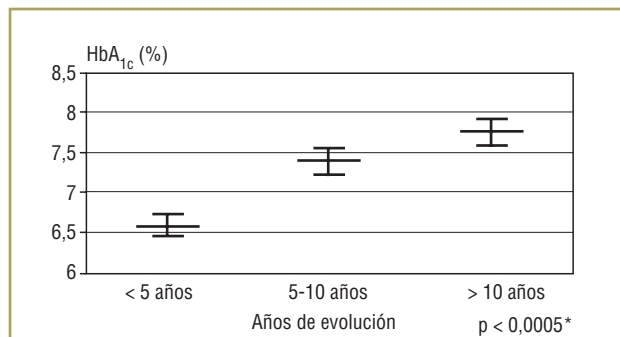 HbA1c (%)
8,5
8
7,5
7
6,5
6
< 5 años 5-10 años > 10 años
Años de evolución p < 0,0005*